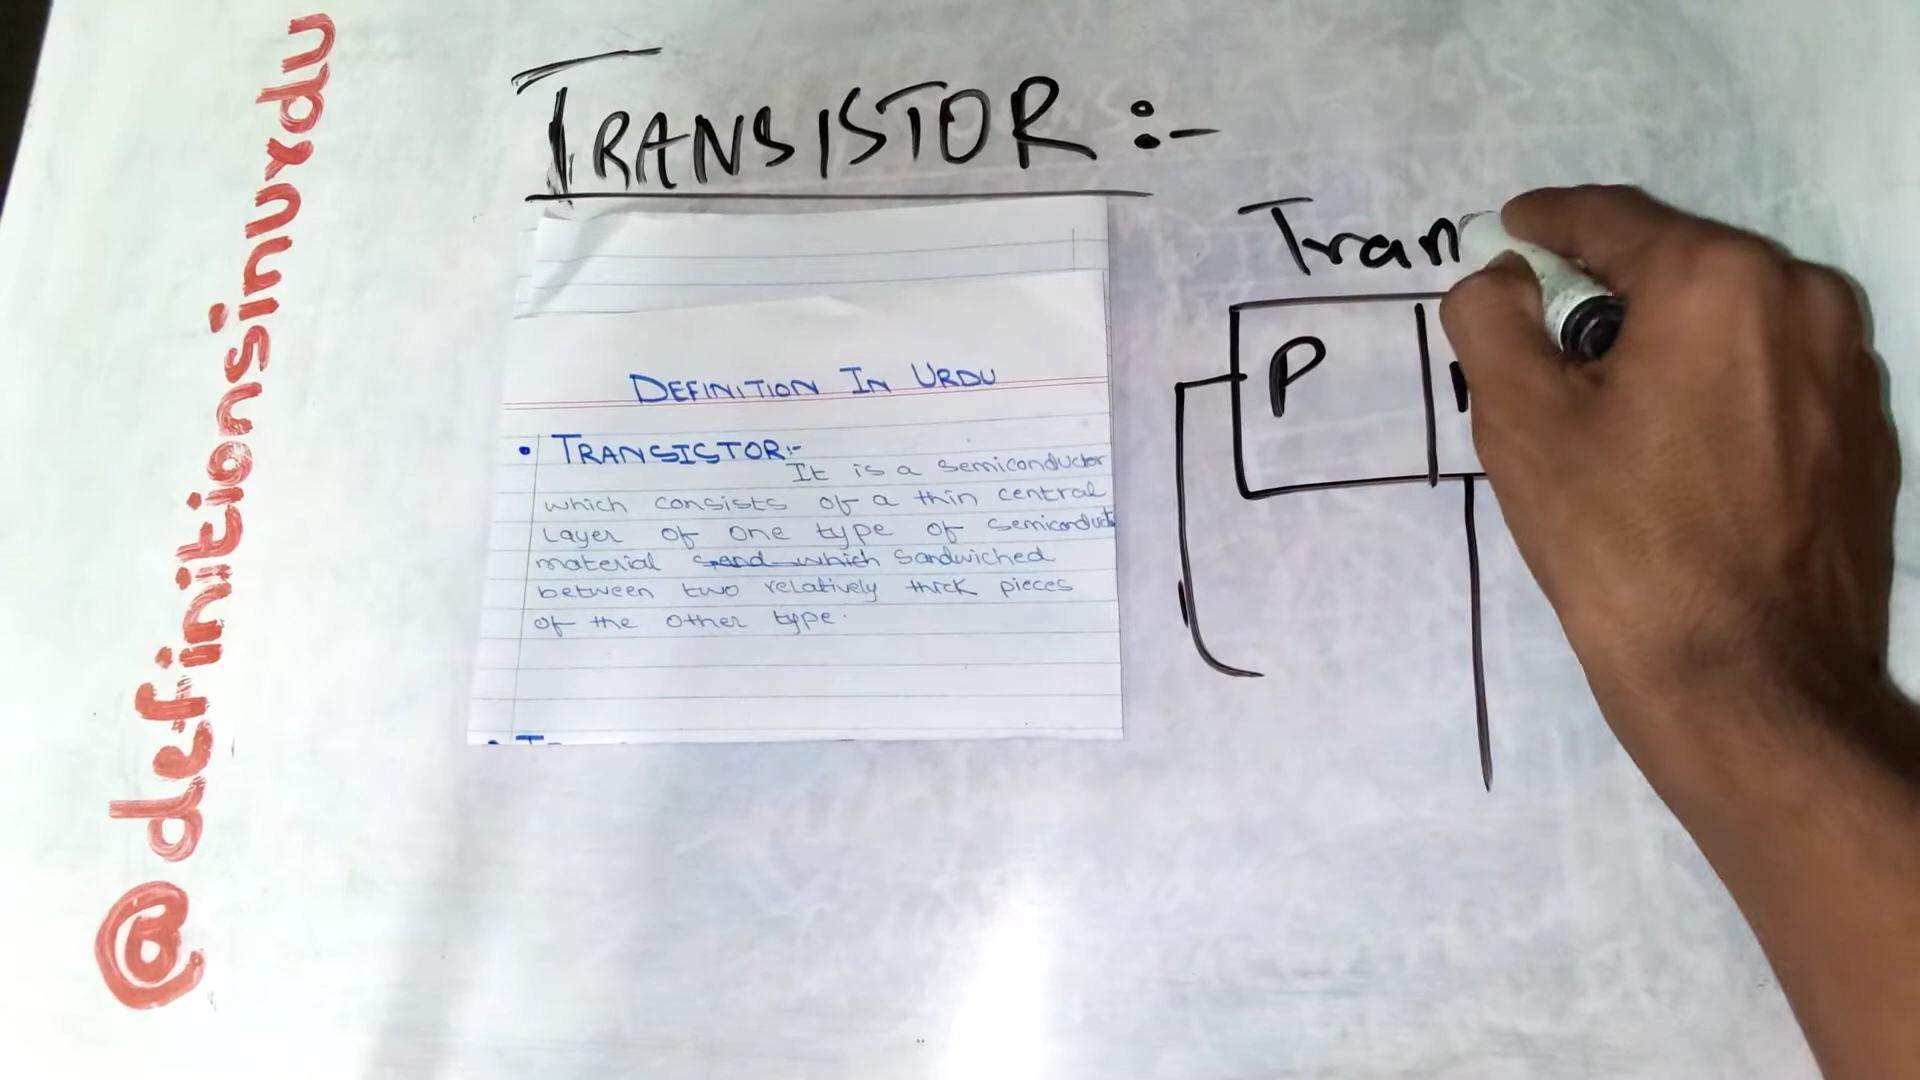 @definitionsinurdu
TRANSISTOR :-
DEFINITION IN URDU
• TRANSISTOR:-
It is a semiconductor
which consists of a thin central
layer of one type of semiconduct
material sand which sandwiched
between two relatively thick pieces
of the other type.
Tran
P